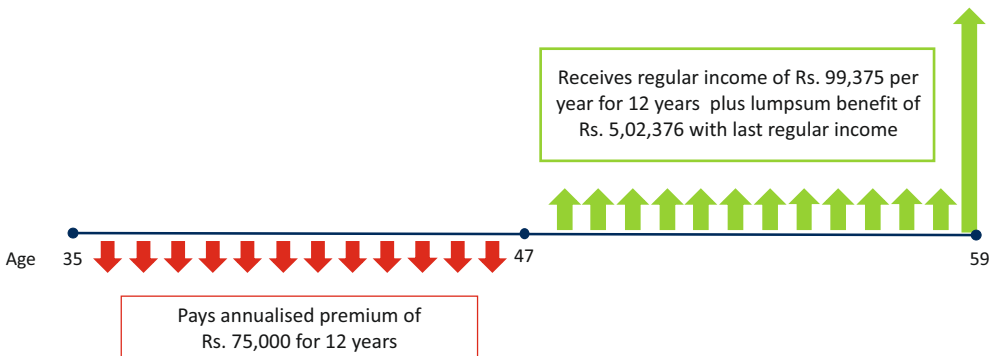 Receives regular income of Rs. 99,375 per
year for 12 years plus lumpsum benefit of
Rs. 5,02,376 with last regular income
Age 35 47 59
Pays annualised premium of
Rs. 75,000 for 12 years